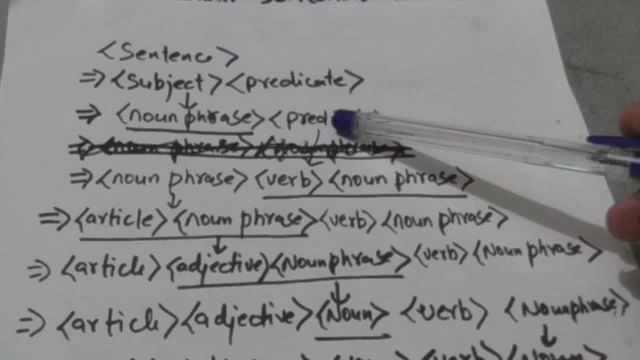 <Sentence>
⇒ <Subject> <predicate>
⇒ <noun phrase> <pred
⇒ <noun phrase> <verb> <noun phrase>
⇒ <article> <noun phrase> <verb> <noun phrase>
⇒ <article> <adjective> <Noun phrase> <verb> <Noun phrase>
⇒ <article> <adjective> <Noun> <verb> <Noun phrase>